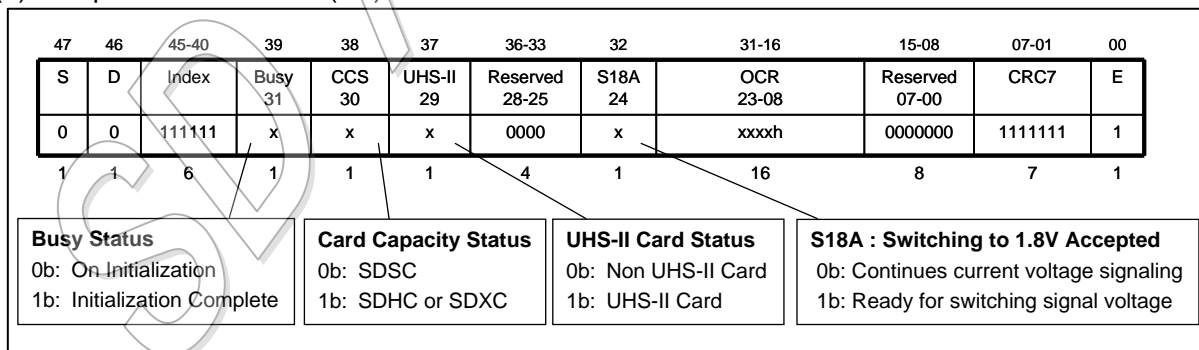 47 46 45-40 39 38 37 36-33 32 31-16 15-08 07-01 00
S D Index Busy CCS UHS-II Reserved S18A OCR Reserved CRC7 E
31 30 29 28-25 24 23-08 07-00
0 0 111111 x x x 0000 x xxxxh 0000000 1111111 1
1 1 6 1 1 1 4 1 16 8 7 1
Busy Status
0b: On Initialization
1b: Initialization Complete
Card Capacity Status
0b: SDSC
1b: SDHC or SDXC
UHS-II Card Status
0b: Non UHS-II Card
1b: UHS-II Card
S18A : Switching to 1.8V Accepted
0b: Continues current voltage signaling
1b: Ready for switching signal voltage